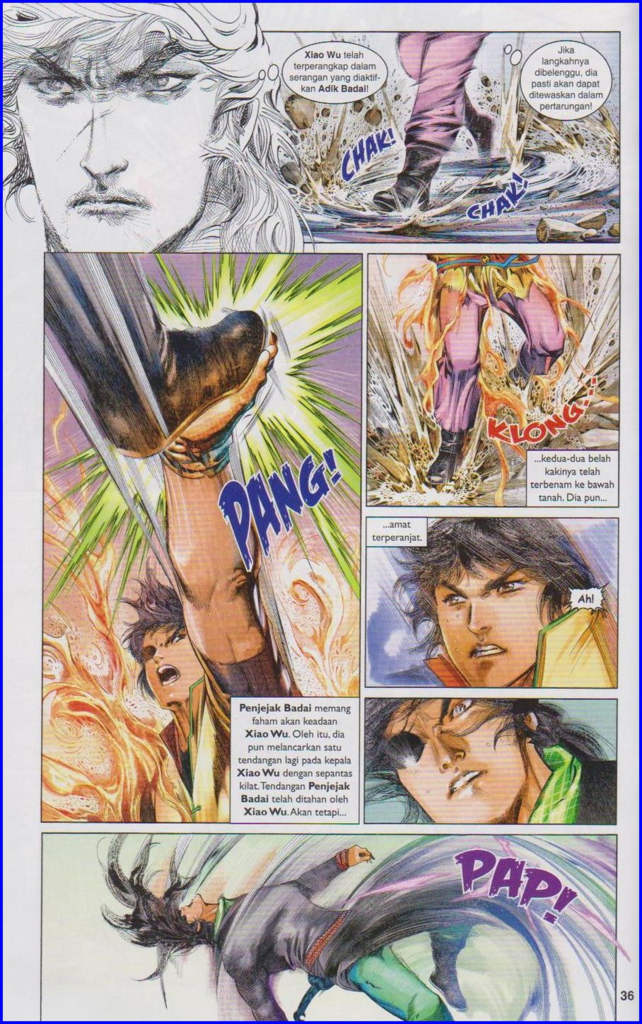 Xiao Wu telah
terperangkap dalam
serangan yang diaktif-
kan Adik Badai!
Jika
langkahnya
dibelenggu, dia
pasti akan dapat
ditewaskan dalam
pertarungan!
CHAK!
CHAK!
PANG!
Penjejak Badai memang
faham akan keadaan
Xiao Wu. Oleh itu, dia
pun melancarkan satu
tendangan lagi pada kepala
Xiao Wu dengan sepantas
kilat. Tendangan Penjejak
Badai telah ditahan oleh
Xiao Wu. Akan tetapi...
KLONG...
...kedua-dua belah
kakinya telah
terbenam ke bawah
tanah. Dia pun...
...amat
terperanjat.
Ah!
PAP!
36